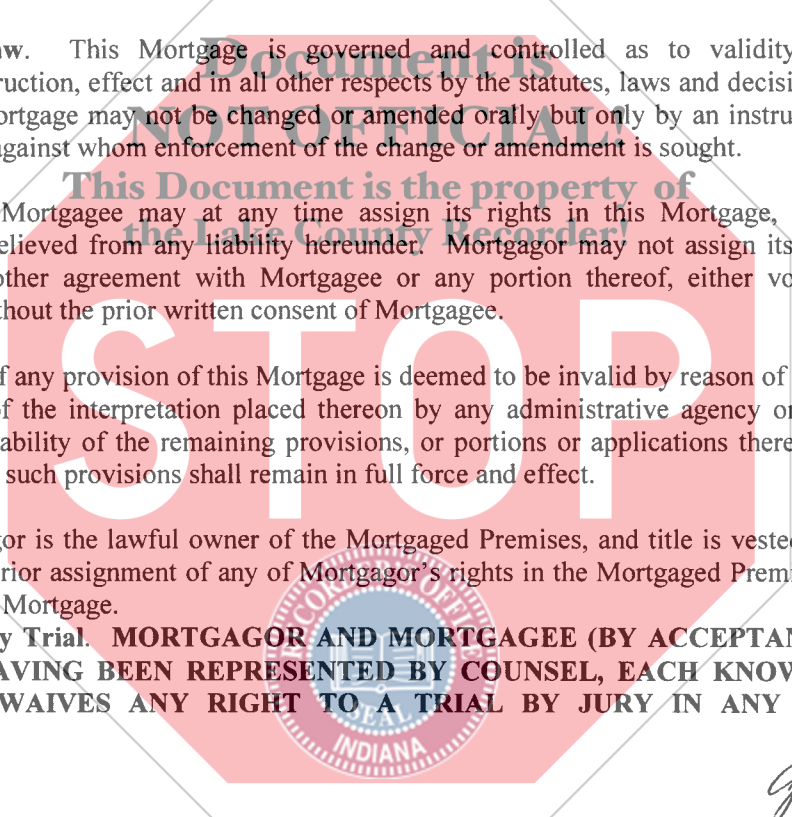 aw. This Mortgage is governed and controlled as to validity
ruction, effect and in all other respects by the statutes, laws and decisi
ortgage may not be changed or amended orally but only by an instru
against whom enforcement of the change or amendment is sought.
Mortgagee may at any time assign its rights in this Mortgage,
elieved from any liability hereunder. Mortgagor may not assign its
other agreement with Mortgagee or any portion thereof, either vo
thout the prior written consent of Mortgagee.
f any provision of this Mortgage is deemed to be invalid by reason of
of the interpretation placed thereon by any administrative agency or
ability of the remaining provisions, or portions or applications there
such provisions shall remain in full force and effect.
gor is the lawful owner of the Mortgaged Premises, and title is veste
rior assignment of any of Mortgagor's rights in the Mortgaged Premi
Mortgage.
y Trial. MORTGAGOR AND MORTGAGEE (BY ACCEPTAN
AVING BEEN REPRESENTED BY COUNSEL, EACH KNOW
WAIVES ANY RIGHT TO A TRIAL BY JURY IN ANY
Document is
NOT OFFICIAL!
This Document is the property of
the Lake County Recorder!
STOP
RECORDER'S OFFICE
SEAL
INDIANA